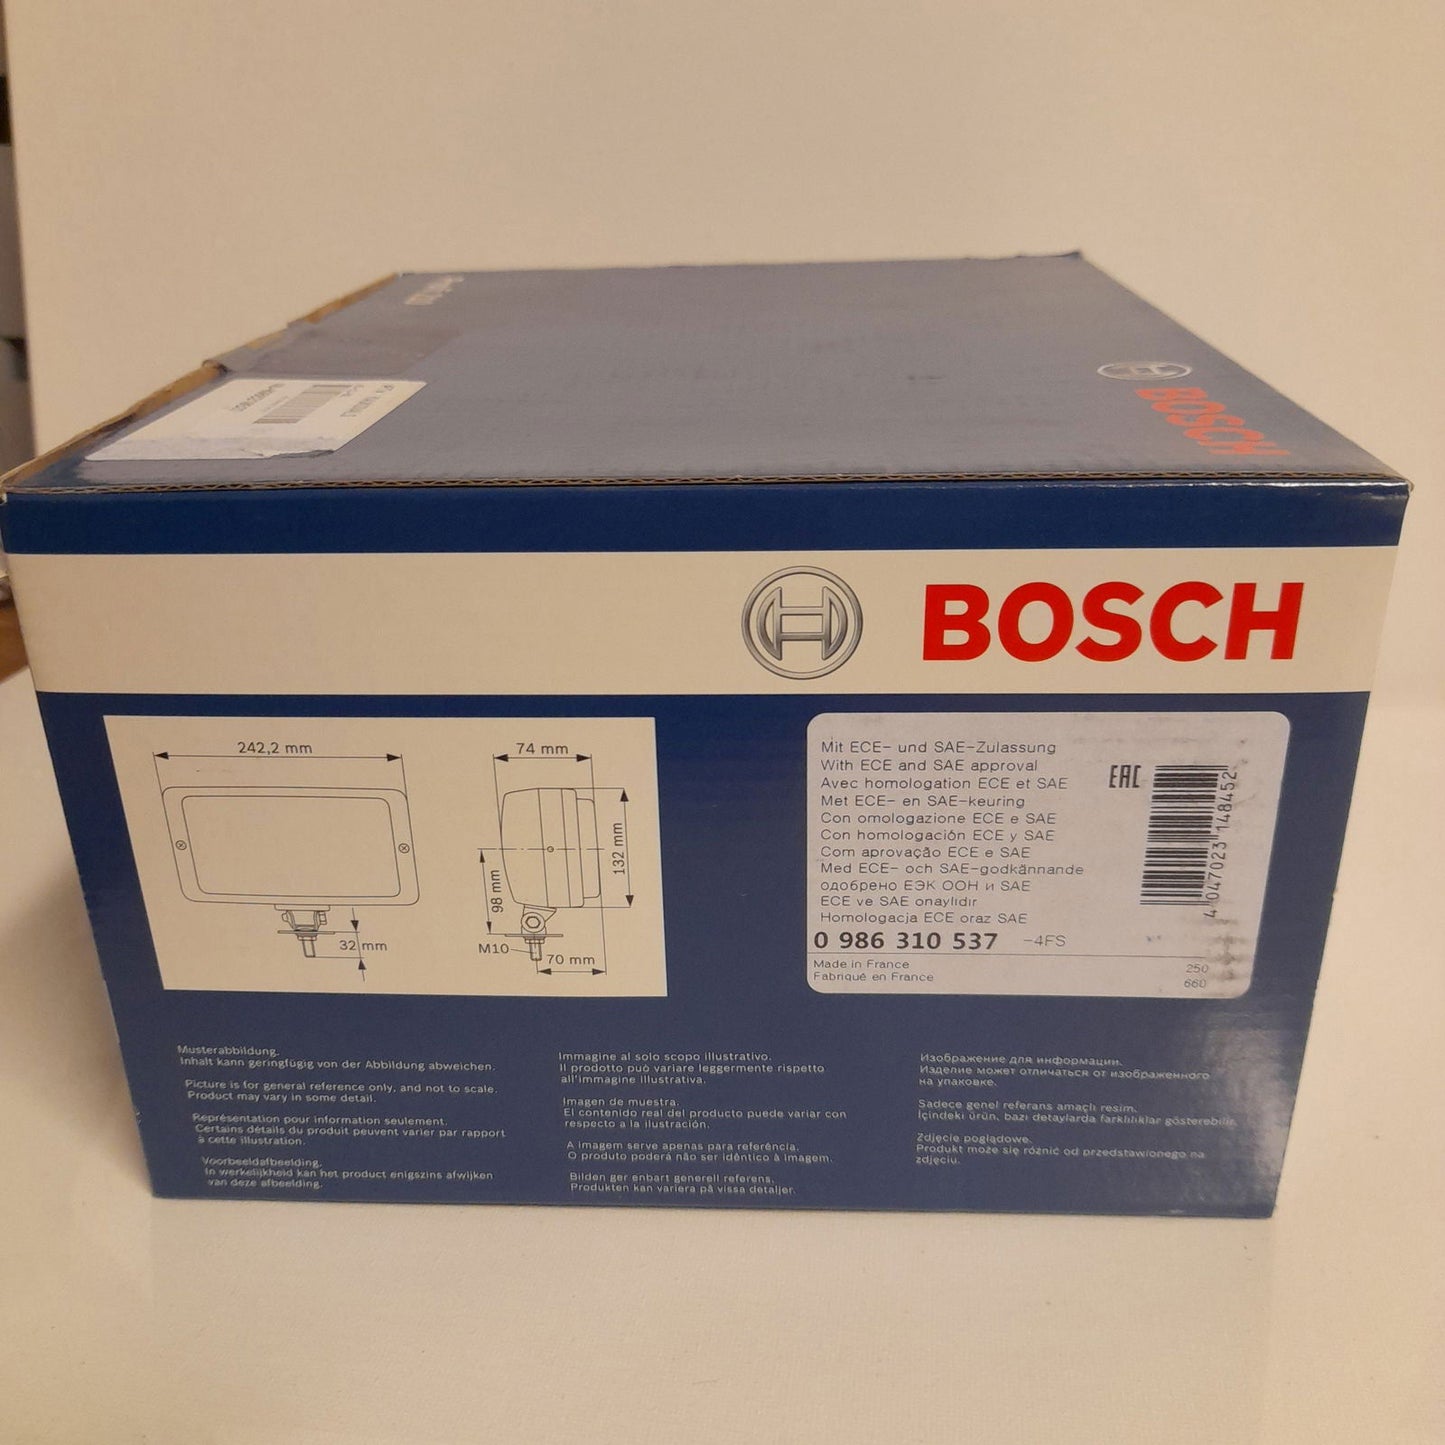 BOSCH
BOSCH
242,2 mm
74 mm
132 mm
98 mm
32 mm
M10
70 mm
Mit ECE- und SAE-Zulassung
With ECE and SAE approval
Avec homologation ECE et SAE
Met ECE- en SAE-keuring
Con omologazione ECE e SAE
Con homologación ECE y SAE
Com aprovação ECE e SAE
Med ECE- och SAE-godkännande
одобрено ЕЭК ООН и SAE
ECE ve SAE onaylıdır
Homologacja ECE oraz SAE
EAC
4 047023 148452
0 986 310 537 -4FS
Made in France
Fabriqué en France
250
660
Musterabbildung.
Inhalt kann geringfügig von der Abbildung abweichen.
Picture is for general reference only, and not to scale.
Product may vary in some detail.
Représentation pour information seulement.
Certains détails du produit peuvent varier par rapport
à cette illustration.
Voorbeeldafbeelding.
In werkelijkheid kan het product enigszins afwijken
van deze afbeelding.
Immagine al solo scopo illustrativo.
Il prodotto può variare leggermente rispetto
all'immagine illustrativa.
Imagen de muestra.
El contenido real del producto puede variar con
respecto a la ilustración.
A imagem serve apenas para referência.
O produto poderá não ser idêntico à imagem.
Bilden ger enbart generell referens.
Produkten kan variera på vissa detaljer.
Изображение для информации.
Изделие может отличаться от изображенного
на упаковке.
Sadece genel referans amaçlı resim.
İçindeki ürün, bazı detaylarda farklılıklar gösterebilir.
Zdjęcie poglądowe.
Produkt może się różnić od przedstawionego na
zdjęciu.